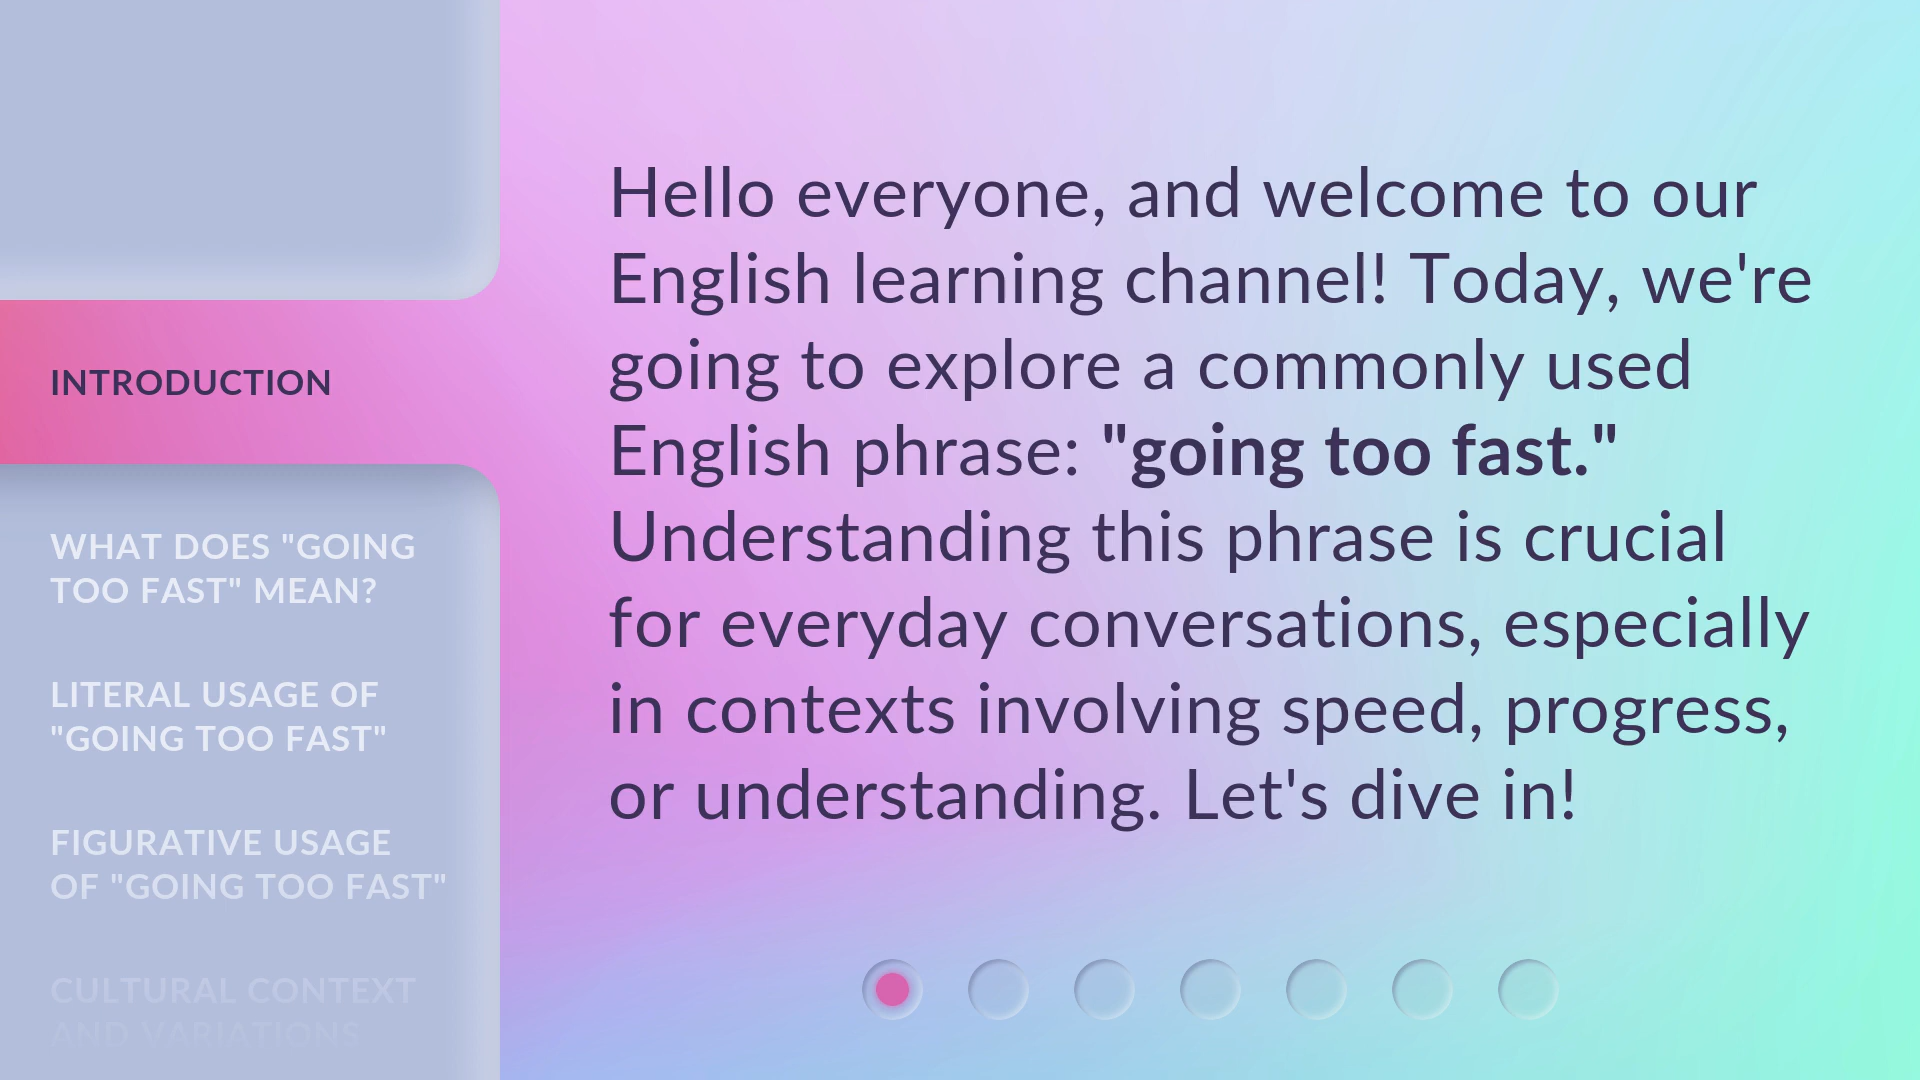 INTRODUCTION
WHAT DOES "GOING
TOO FAST" MEAN?
LITERAL USAGE OF
"GOING TOO FAST"
FIGURATIVE USAGE
OF "GOING TOO FAST"
CULTURAL CONTEXT
AND VARIATIONS
Hello everyone, and welcome to our
English learning channel! Today, we're
going to explore a commonly used
English phrase: "going too fast."
Understanding this phrase is crucial
for everyday conversations, especially
in contexts involving speed, progress,
or understanding. Let's dive in!